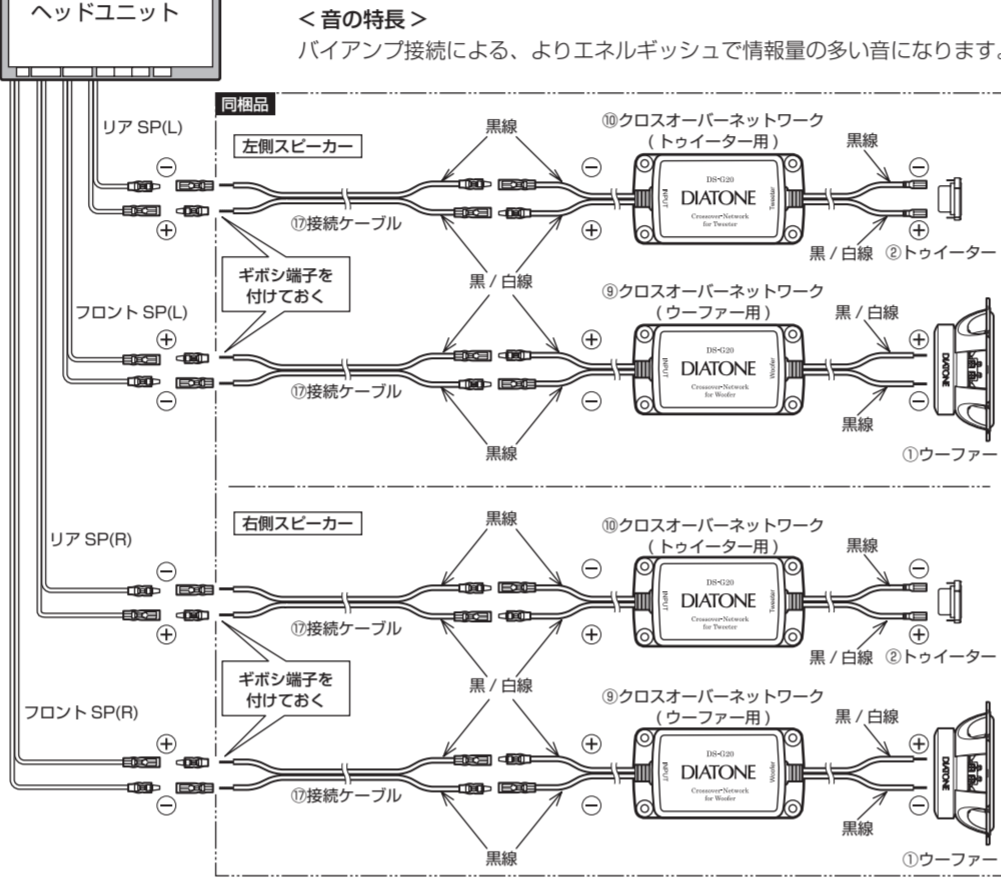 ヘッドユニット
< 音の特長 >
バイアンプ接続による、よりエネルギッシュで情報量の多い音になります。
同梱品
リア SP(L)
左側スピーカー
黒線
⑩クロスオーバーネットワーク
( トゥイーター用 )
黒線
⊖
⊖
⊖
DS-G20
INPUT
DIATONE
Tweeter
Crossover-Network
for Tweeter
⊕
⑰接続ケーブル
⊕
⊕
黒 / 白線
②トゥイーター
ギボシ端子を
付けておく
黒 / 白線
フロント SP(L)
⑨クロスオーバーネットワーク
( ウーファー用 )
黒 / 白線
⊕
⊕
⊕
DS-G20
INPUT
DIATONE
Woofer
Crossover-Network
for Woofer
DIATONE
⊖
⑰接続ケーブル
⊖
⊖
黒線
黒線
①ウーファー
右側スピーカー
黒線
⑩クロスオーバーネットワーク
( トゥイーター用 )
黒線
リア SP(R)
⊖
⊖
⊖
DS-G20
INPUT
DIATONE
Tweeter
Crossover-Network
for Tweeter
⊕
⑰接続ケーブル
⊕
⊕
黒 / 白線
②トゥイーター
ギボシ端子を
付けておく
黒 / 白線
フロント SP(R)
⑨クロスオーバーネットワーク
( ウーファー用 )
黒 / 白線
⊕
⊕
⊕
DS-G20
INPUT
DIATONE
Woofer
Crossover-Network
for Woofer
DIATONE
⊖
⑰接続ケーブル
⊖
⊖
黒線
黒線
①ウーファー